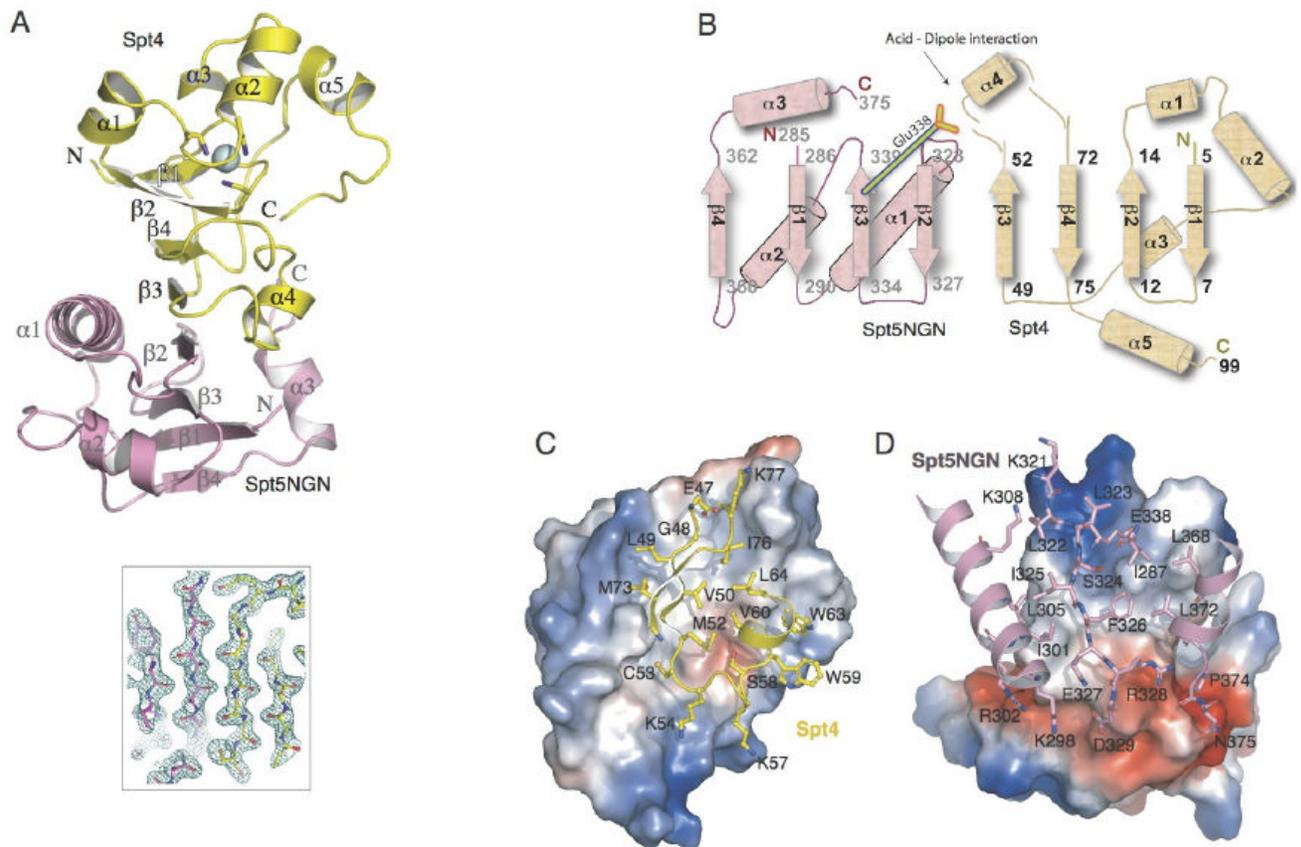 A
Spt4
α3
α2
α5
α1
N
β1
β2
C
β4
β3
C
α4
α1
β2
β3
α3
N
α2
β1
β4
Spt5NGN
B
Acid - Dipole interaction
α4
α3
C
375
N285
Glu338
α1
N
α2
362
286
339
328
52
72
14
5
β4
β1
β3
β2
β3
β4
β2
β1
α1
α2
α3
290
334
327
49
75
12
7
Spt5NGN
Spt4
α5
C
99
C
K77
E47
G48
L49
I76
M73
L64
V50
V60
M52
W63
C53
S58
W59
K54
Spt4
K57
D
Spt5NGN
K321
K308
L323
E338
L322
L368
I325
I287
S324
L305
L372
F326
I301
E327
R328
P374
R302
K298
D329
N375